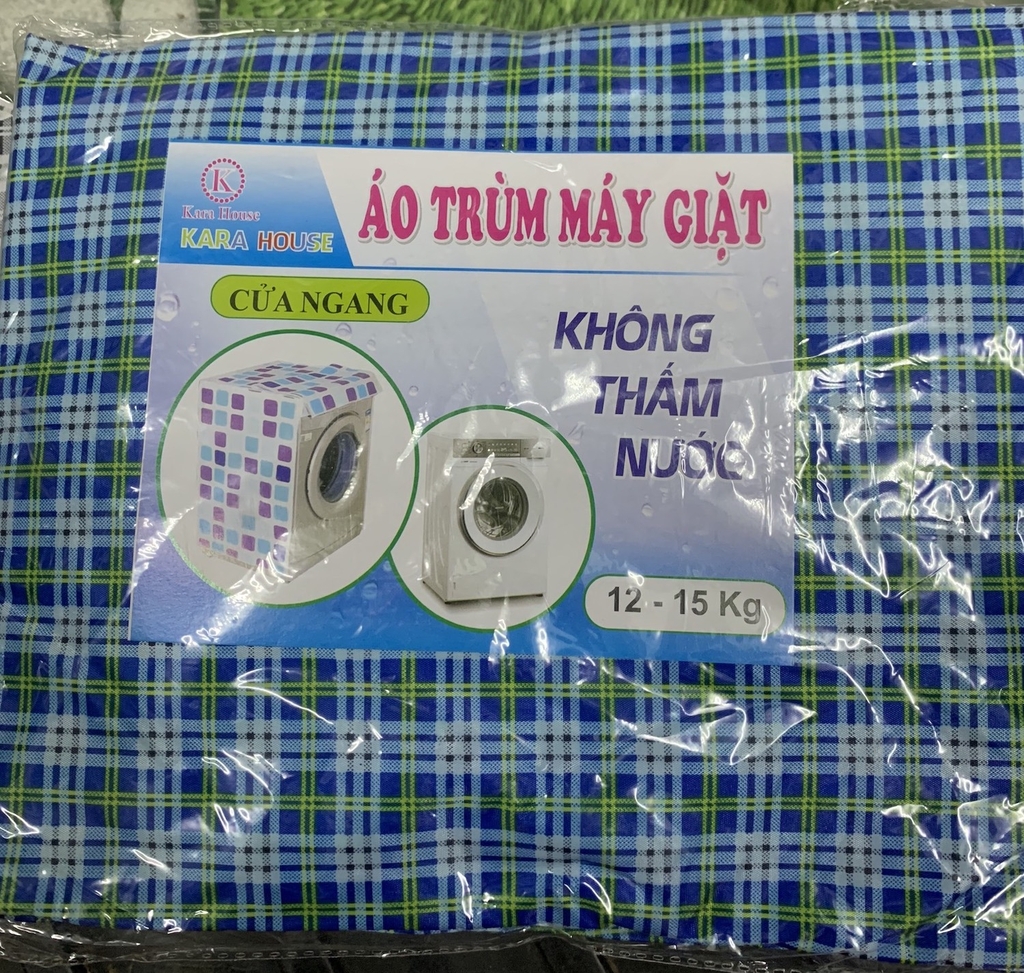 K
Kara House
KARA HOUSE
ÁO TRÙM MÁY GIẶT
CỬA NGANG
KHÔNG
THẤM
NƯỚC
12 - 15 Kg